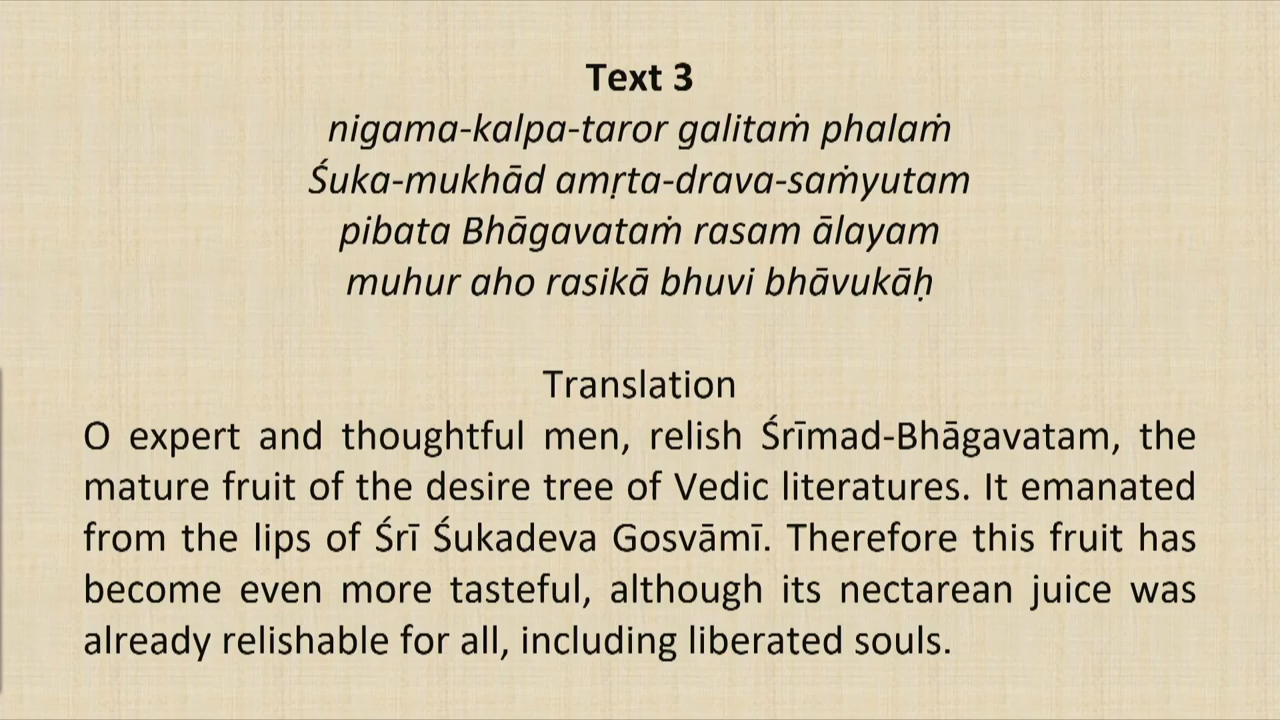 Text 3
nigama-kalpa-taror galitaṁ phalaṁ
Śuka-mukhād amṛta-drava-saṁyutam
pibata Bhāgavataṁ rasam ālayam
muhur aho rasikā bhuvi bhāvukāḥ
Translation
O expert and thoughtful men, relish Śrīmad-Bhāgavatam, the
mature fruit of the desire tree of Vedic literatures. It emanated
from the lips of Śrī Śukadeva Gosvāmī. Therefore this fruit has
become even more tasteful, although its nectarean juice was
already relishable for all, including liberated souls.